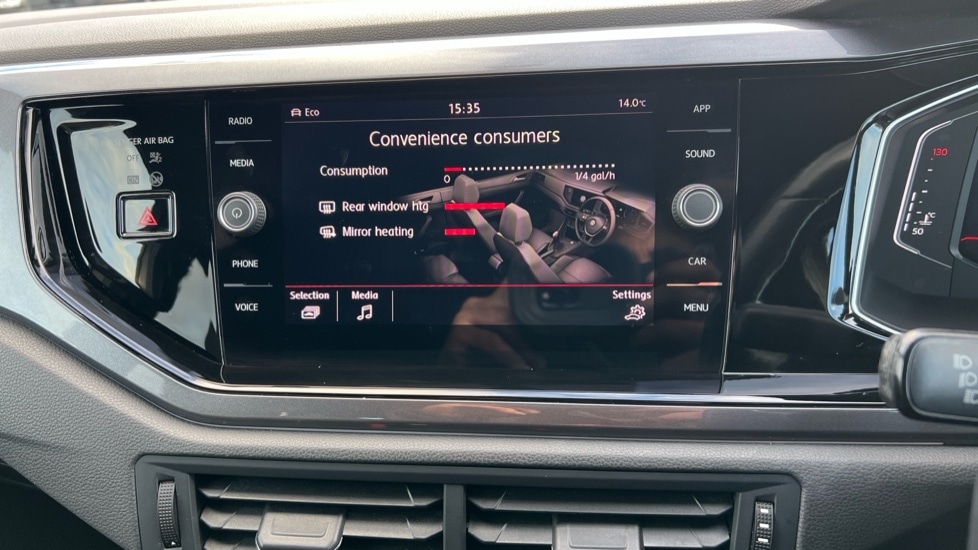 RADIO
MEDIA
PHONE
VOICE
AIR BAG
OFF
ON
Eco
15:35
14.0°C
Convenience consumers
Consumption
0
1/4 gal/h
Rear window htg
Mirror heating
Selection
Media
Settings
APP
SOUND
CAR
MENU
130
°C
50